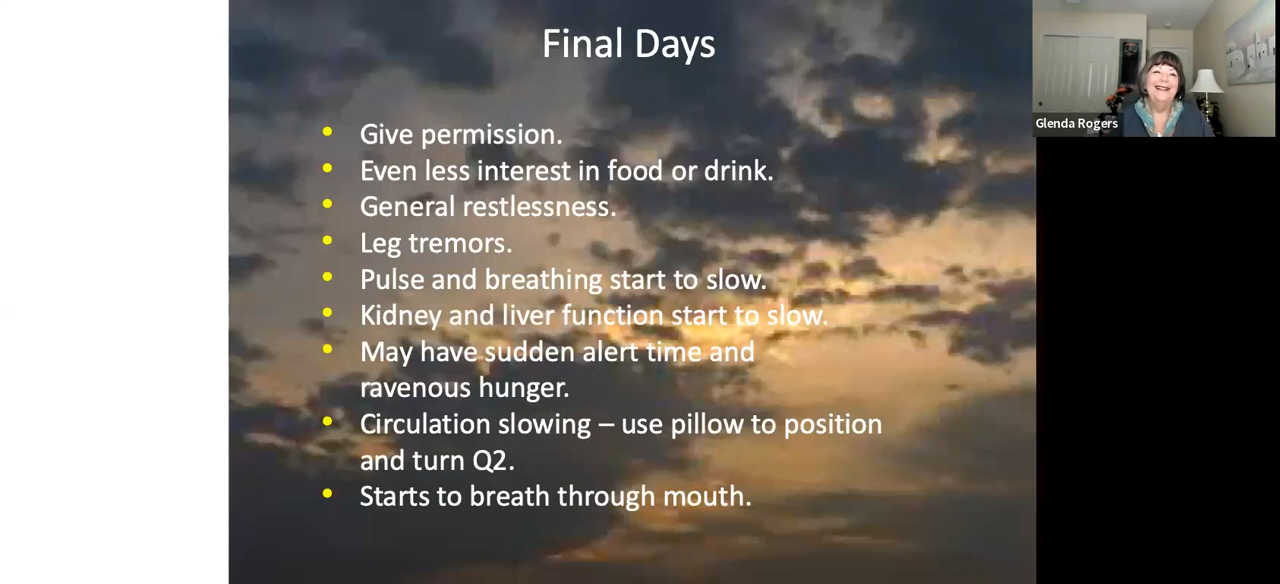 Final Days
• Give permission.
• Even less interest in food or drink.
• General restlessness.
• Leg tremors.
• Pulse and breathing start to slow.
• Kidney and liver function start to slow.
• May have sudden alert time and
ravenous hunger.
• Circulation slowing – use pillow to position
and turn Q2.
• Starts to breath through mouth.
Glenda Rogers